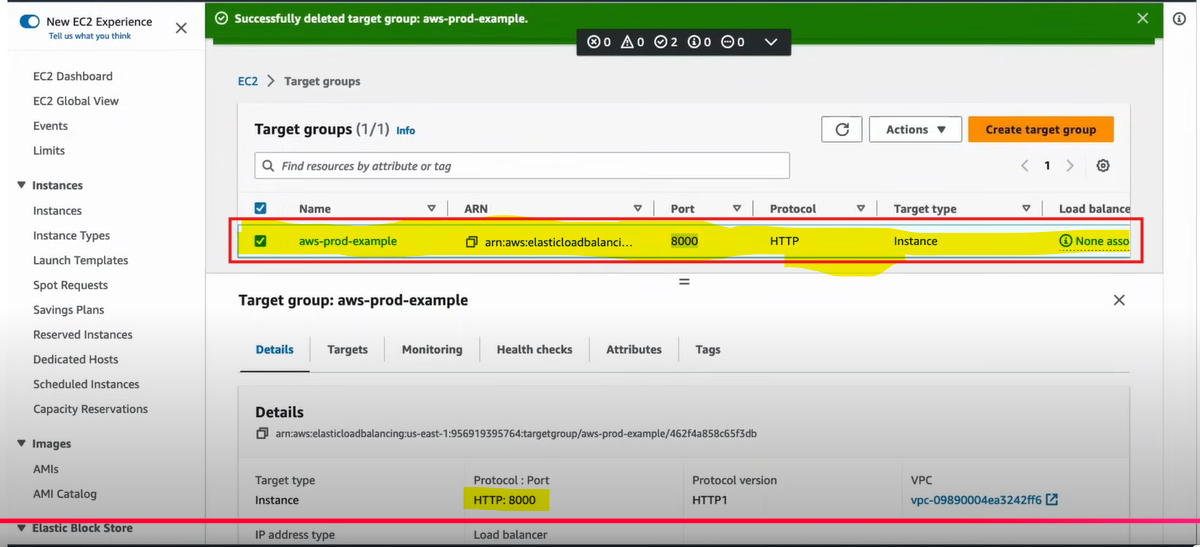 New EC2 Experience
Tell us what you think
EC2 Dashboard
EC2 Global View
Events
Limits
Instances
Instances
Instance Types
Launch Templates
Spot Requests
Savings Plans
Reserved Instances
Dedicated Hosts
Scheduled Instances
Capacity Reservations
Images
AMIs
AMI Catalog
Elastic Block Store
Successfully deleted target group: aws-prod-example.
0 0 2 0 0
EC2 > Target groups
Target groups (1/1) Info
Actions
Create target group
Find resources by attribute or tag
1
Name ARN Port Protocol Target type Load balance
aws-prod-example arn:aws:elasticloadbalanci... 8000 HTTP Instance None asso
Target group: aws-prod-example
Details Targets Monitoring Health checks Attributes Tags
Details
arn:aws:elasticloadbalancing:us-east-1:956919395764:targetgroup/aws-prod-example/462f4a858c65f3db
Target type Protocol : Port Protocol version VPC
Instance HTTP: 8000 HTTP1 vpc-09890004ea3242ff6
IP address type Load balancer